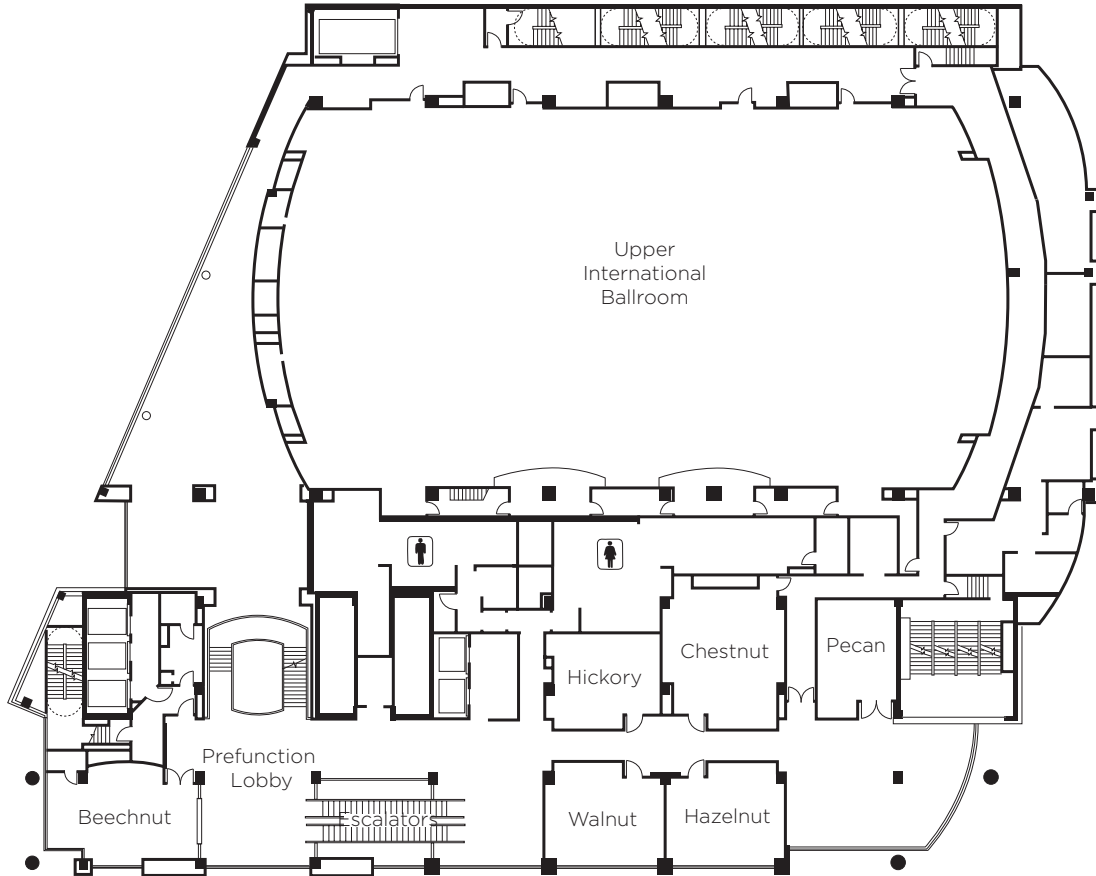 Upper
International
Ballroom
Chestnut
Pecan
Hickory
Prefunction
Lobby
Beechnut
Escalators
Walnut
Hazelnut